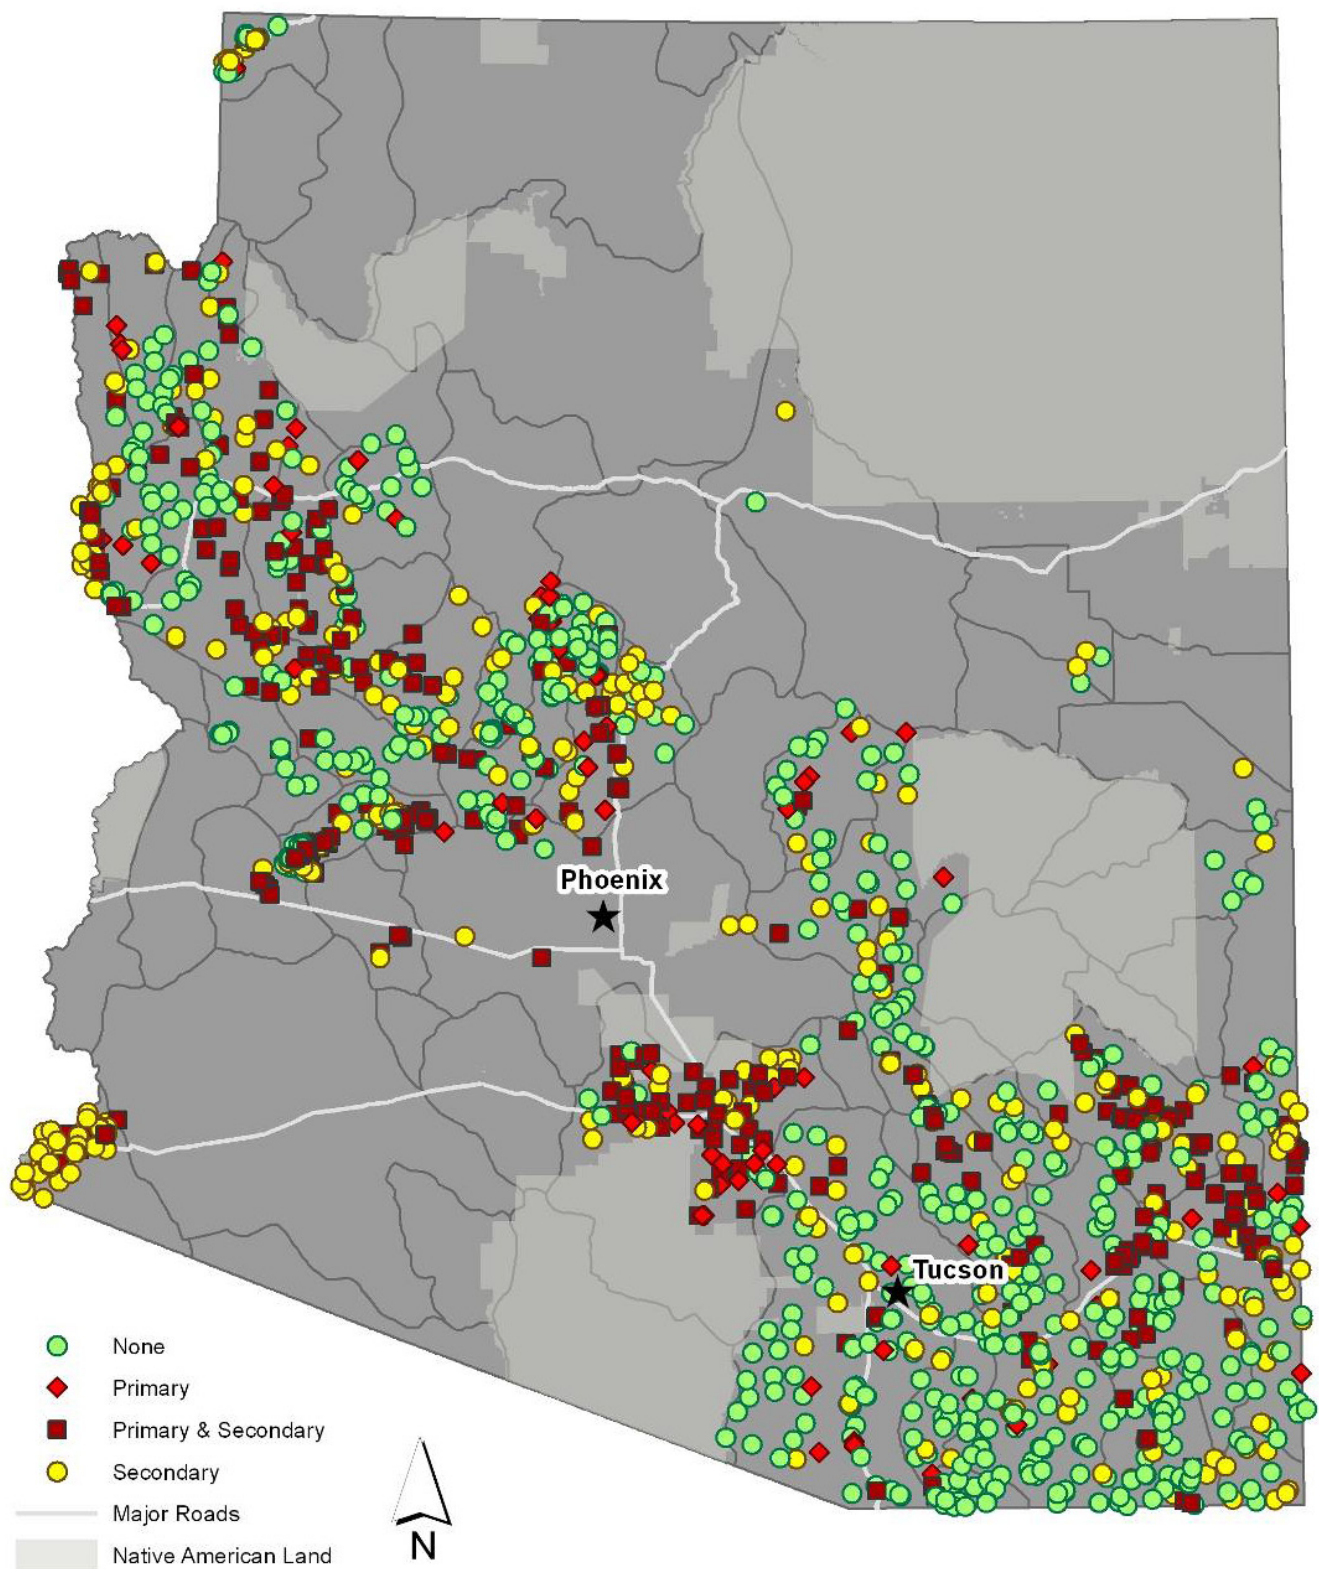 Phoenix
Tucson
None
Primary
Primary & Secondary
Secondary
Major Roads
Native American Land
N